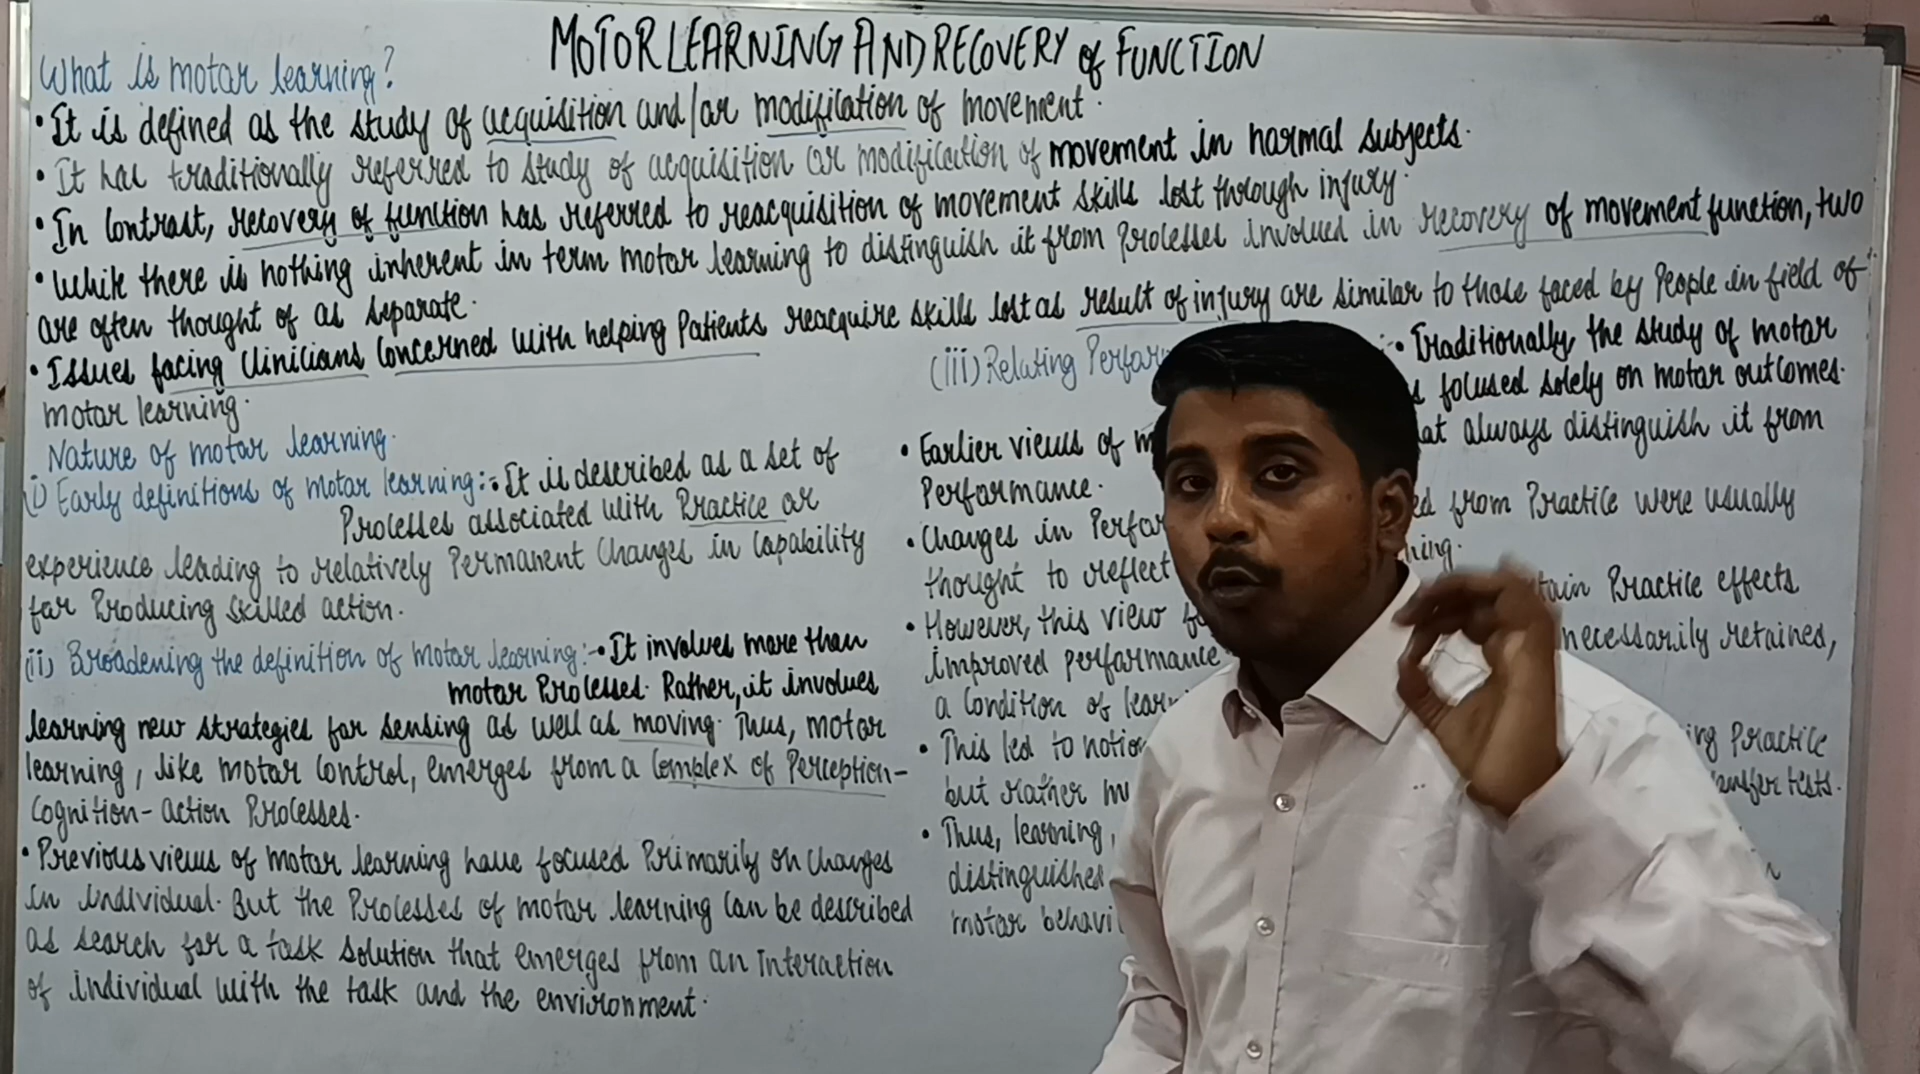 MOTOR LEARNING AND RECOVERY of FUNCTION
What is motor learning?
• It is defined as the study of acquisition and/or modification of movement.
• It has traditionally referred to study of acquisition or modification of movement in normal subjects.
• In contrast, recovery of function has referred to reacquisition of movement skills lost through injury.
• While there is nothing inherent in term motor learning to distinguish it from processes involved in recovery of movement function, two
are often thought of as separate.
• Issues facing clinicians concerned with helping patients reacquire skills lost as result of injury are similar to those faced by people in field of
motor learning.
Nature of motor learning.
(i) Early definitions of motor learning:- • It is described as a set of
processes associated with practice or
experience leading to relatively permanent changes in capability
for producing skilled action.
(ii) Broadening the definition of motor learning:- • It involves more than
motor processes. Rather, it involves
learning new strategies for sensing as well as moving. Thus, motor
learning, like motor control, emerges from a complex of perception-
cognition-action processes.
• Previous views of motor learning have focused primarily on changes
in individual. But the processes of motor learning can be described
as search for a task solution that emerges from an interaction
of individual with the task and the environment.
(iii) Relating • Traditionally, the study of motor
focused solely on motor outcomes.
• Earlier views of always distinguish it from
performance.
• Changes in from practice were usually
thought to reflect
• However, this view practice effects
improved performance necessarily retained,
a condition of
• This led to practice
but rather transfer tests.
• Thus, learning,
distinguishes
motor